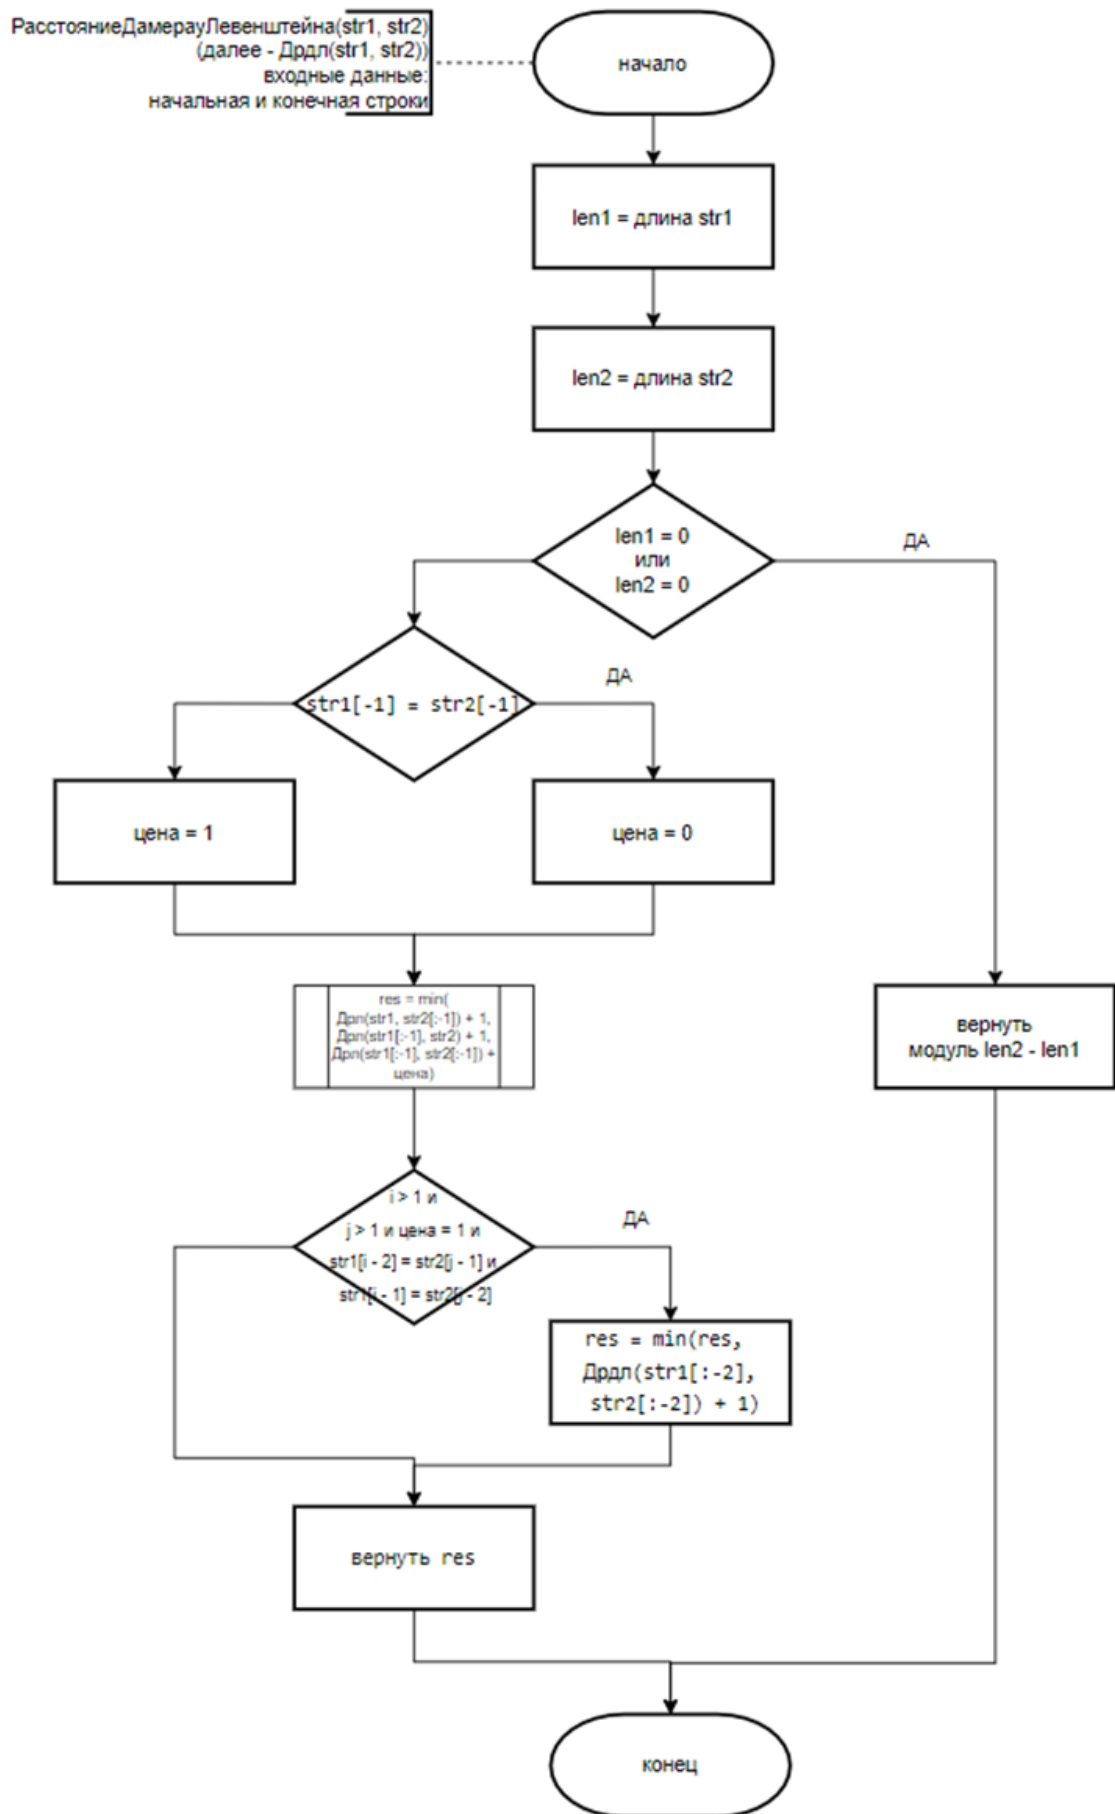 РасстояниеДамерауЛевенштейна(str1, str2)
(далее - Дрдл(str1, str2))
входные данные:
начальная и конечная строки
начало
len1 = длина str1
len2 = длина str2
len1 = 0
или
len2 = 0
ДА
str1[-1] = str2[-1]
ДА
цена = 1
цена = 0
res = min(
Дрл(str1, str2[:-1]) + 1,
Дрл(str1[:-1], str2) + 1,
Дрл(str1[:-1], str2[:-1]) +
цена)
вернуть
модуль len2 - len1
i > 1 и
j > 1 и цена = 1 и
str1[i - 2] = str2[j - 1] и
str1[i - 1] = str2[j - 2]
ДА
res = min(res,
Дрдл(str1[:-2],
str2[:-2]) + 1)
вернуть res
конец